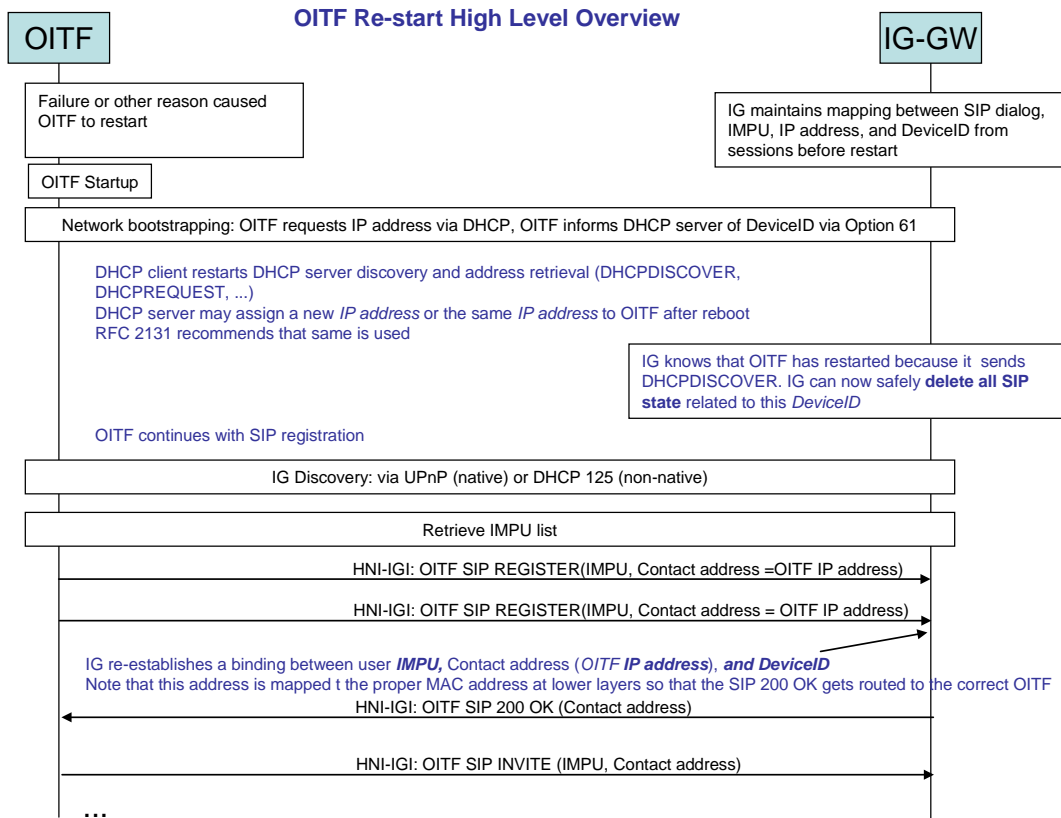 OITF Re-start High Level Overview
OITF
IG-GW
Failure or other reason caused
OITF to restart
IG maintains mapping between SIP dialog,
IMPU, IP address, and DeviceID from
sessions before restart
OITF Startup
Network bootstrapping: OITF requests IP address via DHCP, OITF informs DHCP server of DeviceID via Option 61
DHCP client restarts DHCP server discovery and address retrieval (DHCPDISCOVER,
DHCPREQUEST, ...)
DHCP server may assign a new IP address or the same IP address to OITF after reboot
RFC 2131 recommends that same is used
IG knows that OITF has restarted because it sends
DHCPDISCOVER. IG can now safely delete all SIP
state related to this DeviceID
OITF continues with SIP registration
IG Discovery: via UPnP (native) or DHCP 125 (non-native)
Retrieve IMPU list
HNI-IGI: OITF SIP REGISTER(IMPU, Contact address =OITF IP address)
HNI-IGI: OITF SIP REGISTER(IMPU, Contact address = OITF IP address)
IG re-establishes a binding between user IMPU, Contact address (OITF IP address), and DeviceID
Note that this address is mapped t the proper MAC address at lower layers so that the SIP 200 OK gets routed to the correct OITF
HNI-IGI: OITF SIP 200 OK (Contact address)
HNI-IGI: OITF SIP INVITE (IMPU, Contact address)
...